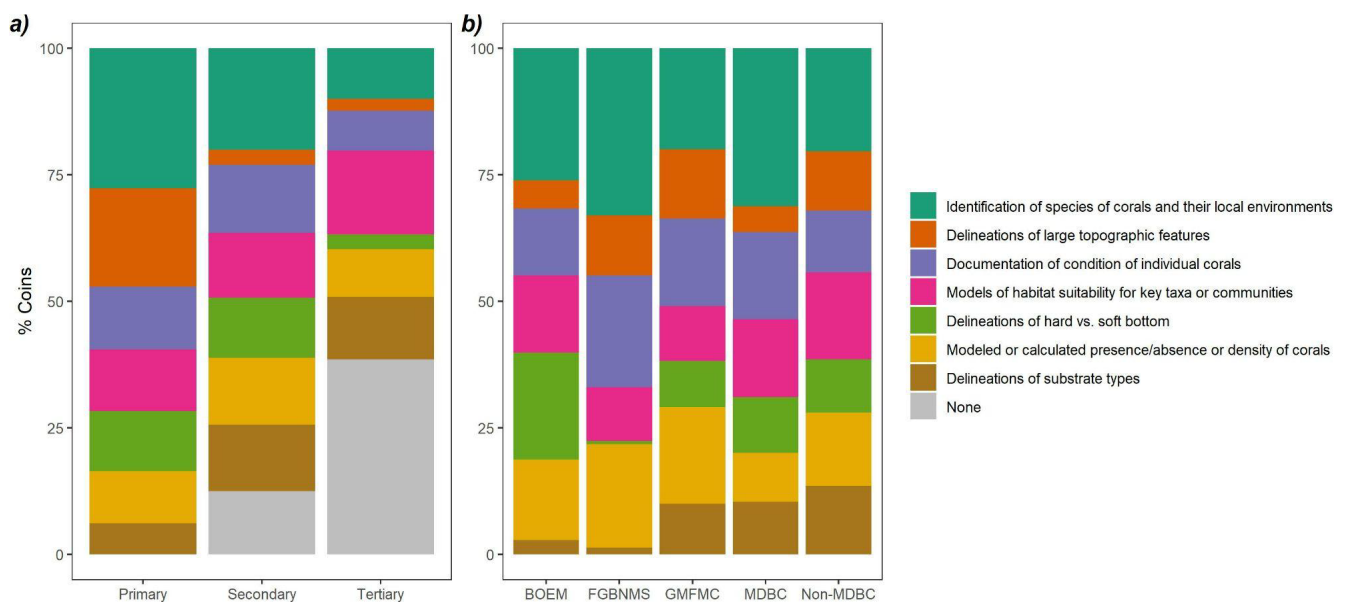 a)
% Coins
100
75
50
25
0
Primary Secondary Tertiary
b)
100
75
50
25
0
BOEM FGBNMS GMFMC MDBC Non-MDBC
Identification of species of corals and their local environments
Delineations of large topographic features
Documentation of condition of individual corals
Models of habitat suitability for key taxa or communities
Delineations of hard vs. soft bottom
Modeled or calculated presence/absence or density of corals
Delineations of substrate types
None